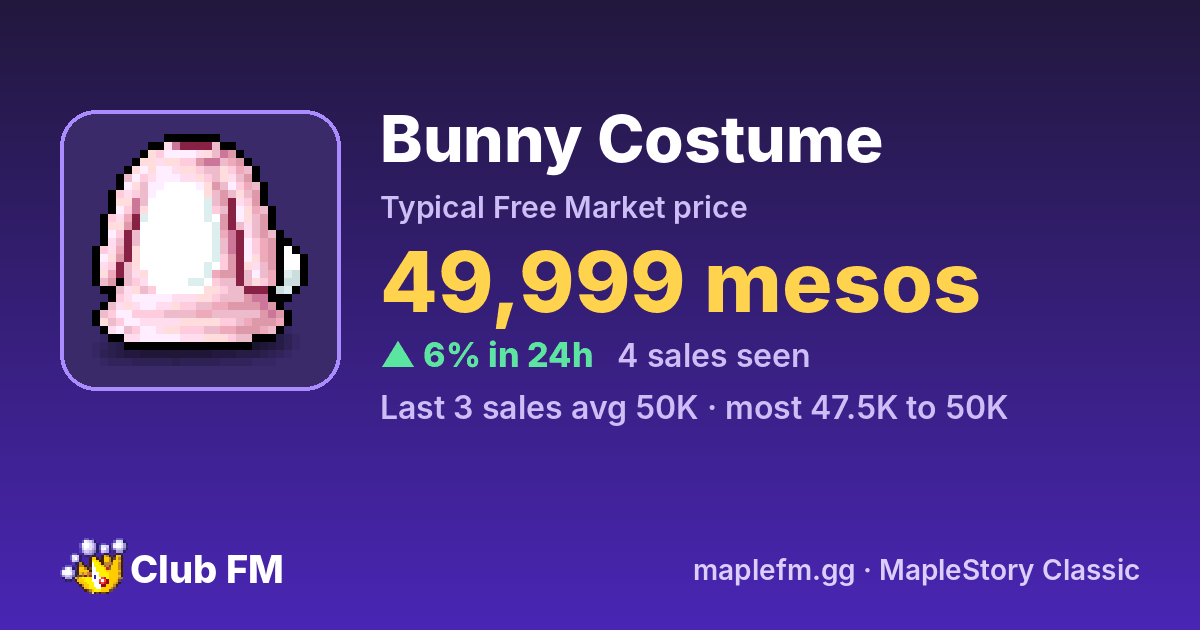 Bunny Costume
Typical Free Market price
49,999 mesos
▲ 6% in 24h 4 sales seen
Last 3 sales avg 50K · most 47.5K to 50K
Club FM
maplefm.gg · MapleStory Classic